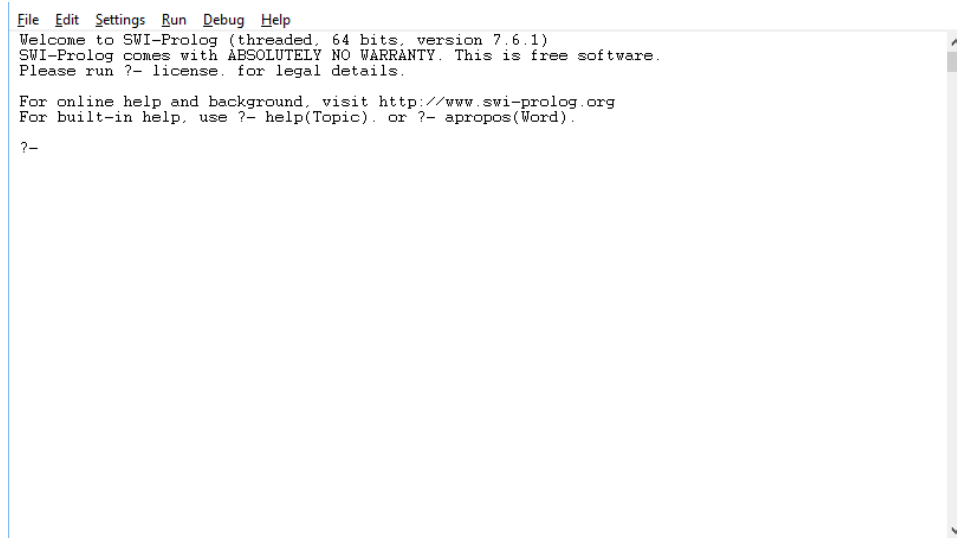 File Edit Settings Run Debug Help
Welcome to SWI-Prolog (threaded, 64 bits, version 7.6.1)
SWI-Prolog comes with ABSOLUTELY NO WARRANTY. This is free software.
Please run ?- license. for legal details.
For online help and background, visit http://www.swi-prolog.org
For built-in help, use ?- help(Topic). or ?- apropos(Word).
?-